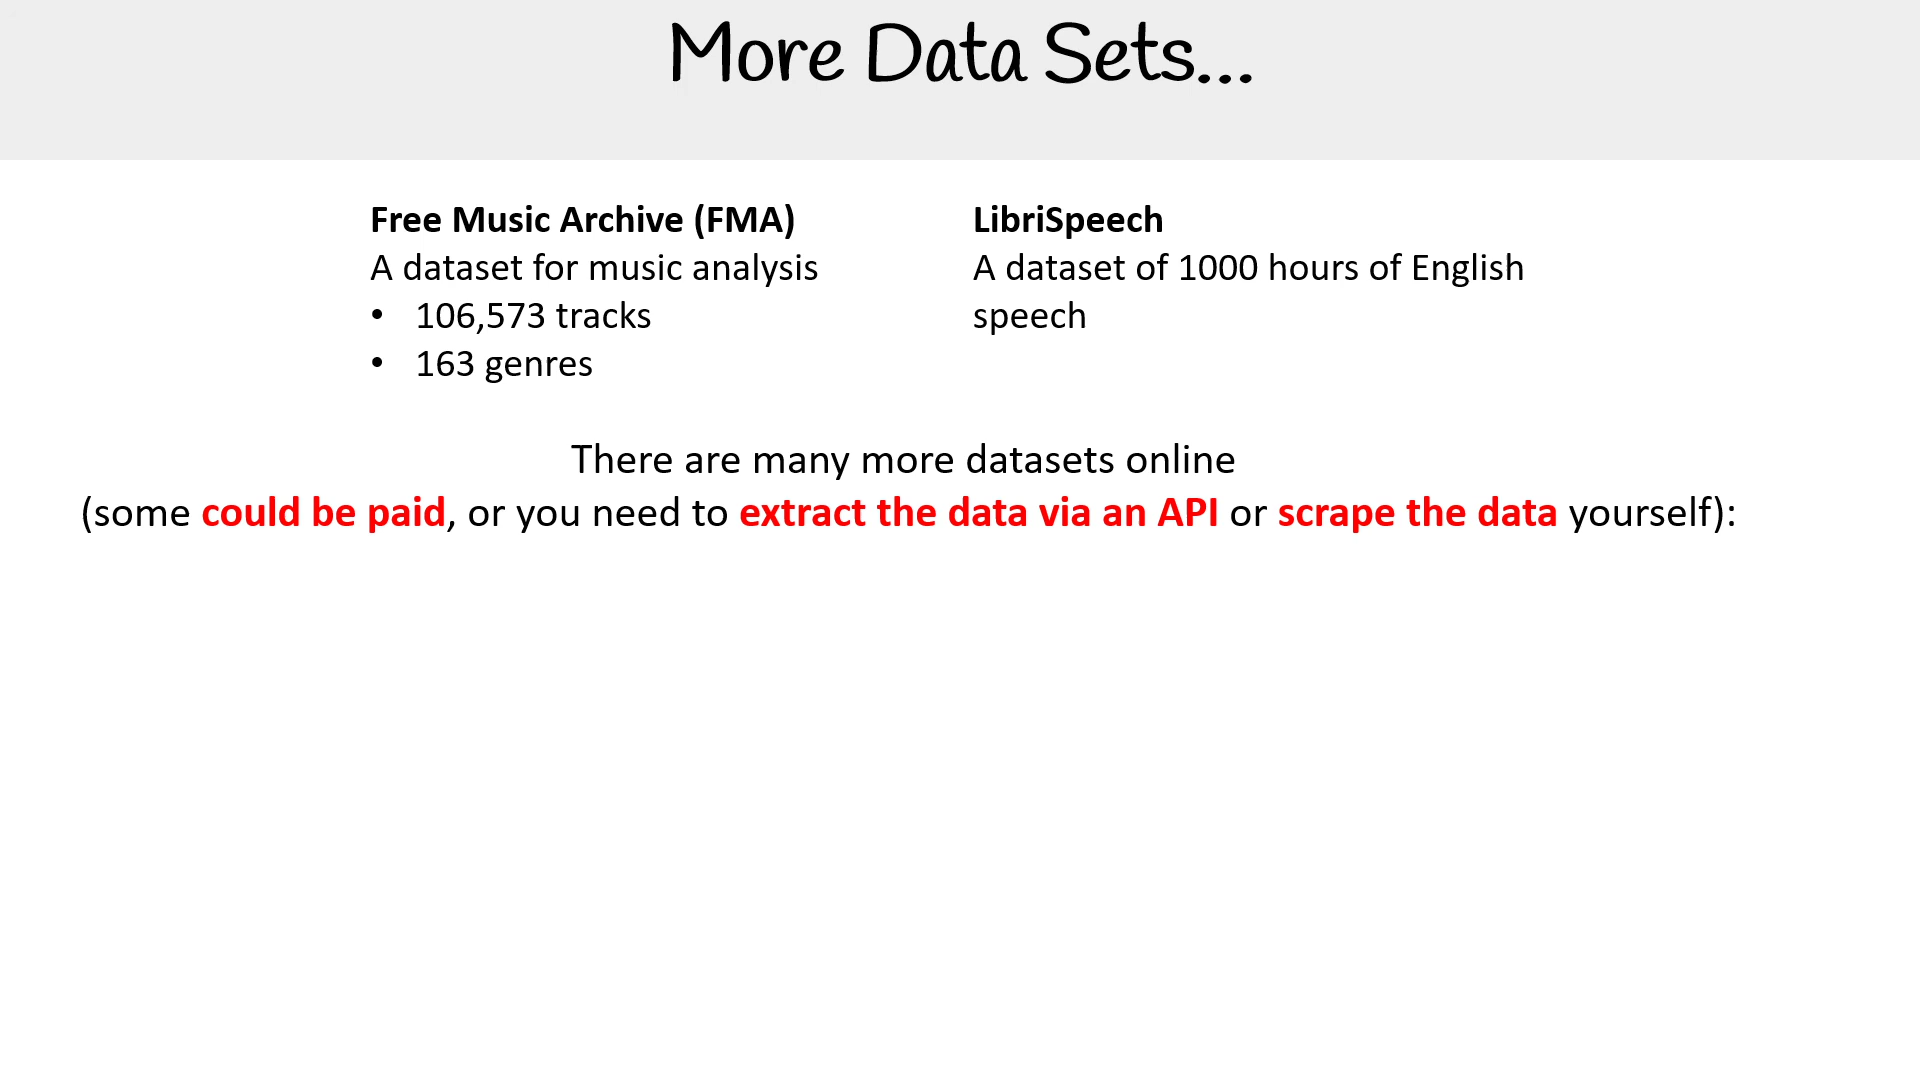 More Data Sets...
Free Music Archive (FMA)
A dataset for music analysis
• 106,573 tracks
• 163 genres
LibriSpeech
A dataset of 1000 hours of English
speech
There are many more datasets online
(some could be paid, or you need to extract the data via an API or scrape the data yourself):